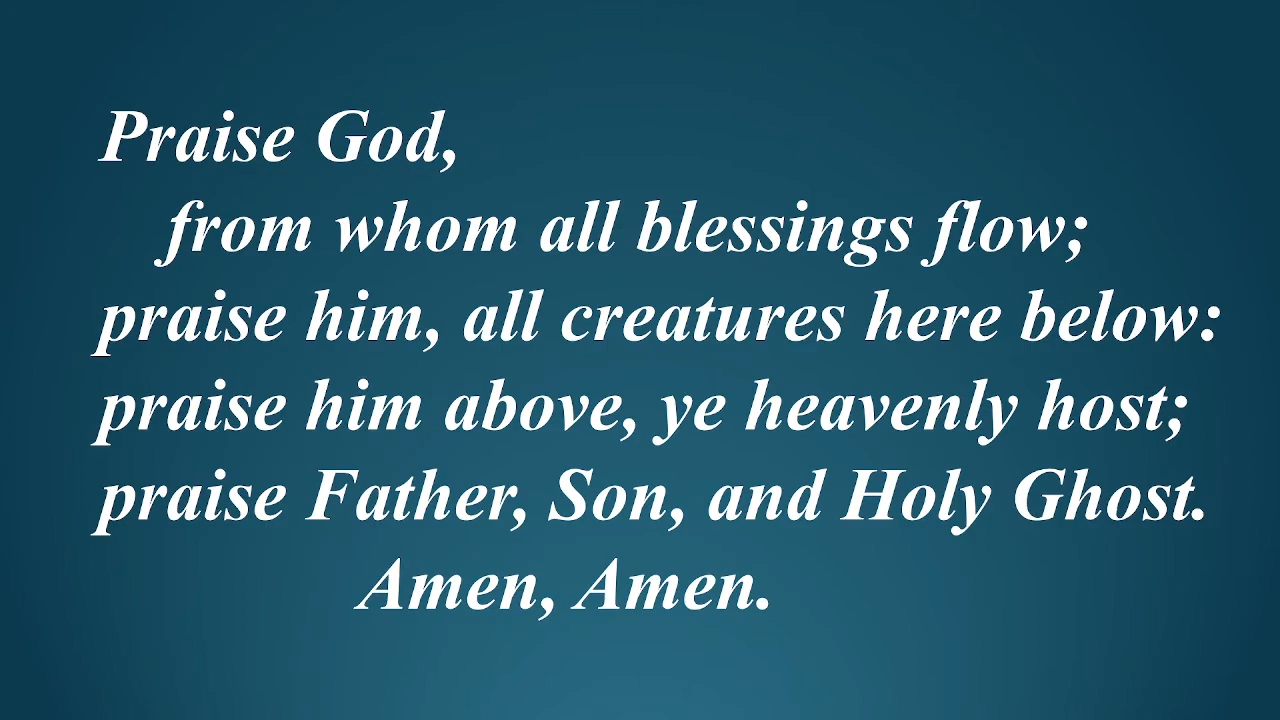 Praise God,
from whom all blessings flow;
praise him, all creatures here below:
praise him above, ye heavenly host;
praise Father, Son, and Holy Ghost.
Amen, Amen.